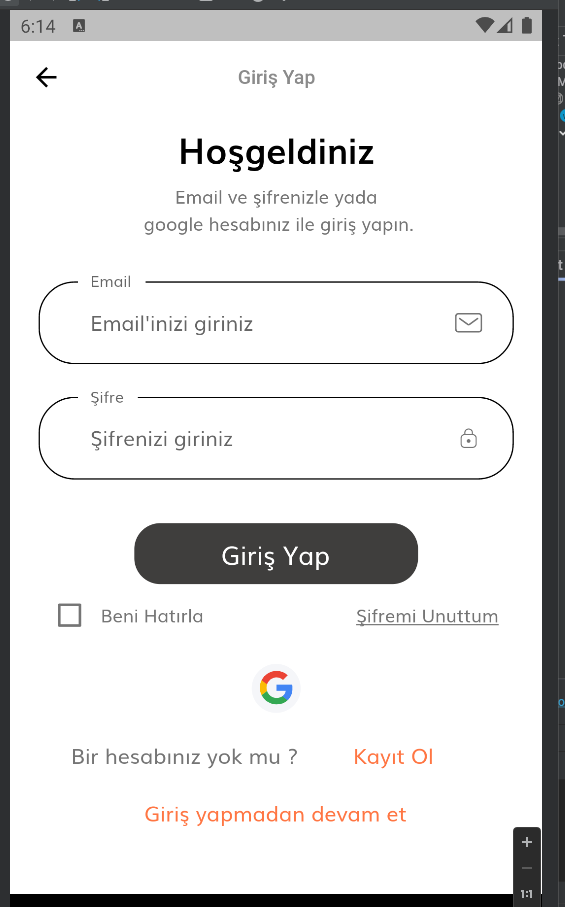 6:14
A
Giriş Yap
Hoşgeldiniz
Email ve şifrenizle yada
google hesabınız ile giriş yapın.
Email
Email'inizi giriniz
Şifre
Şifrenizi giriniz
Giriş Yap
Beni Hatırla Şifremi Unuttum
G
Bir hesabınız yok mu ? Kayıt Ol
Giriş yapmadan devam et
+
−
1:1